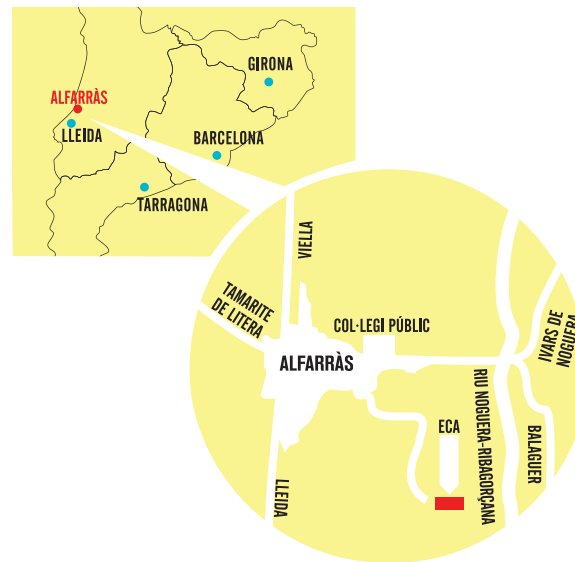 GIRONA
ALFARRÀS
LLEIDA
BARCELONA
TARRAGONA
VIELLA
TAMARITE
DE LITERA
COL·LEGI PÚBLIC
IVARS DE
NOGUERA
ALFARRÀS
RIU NOGUERA-RIBAGORÇANA
ECA
BALAGUER
LLEIDA